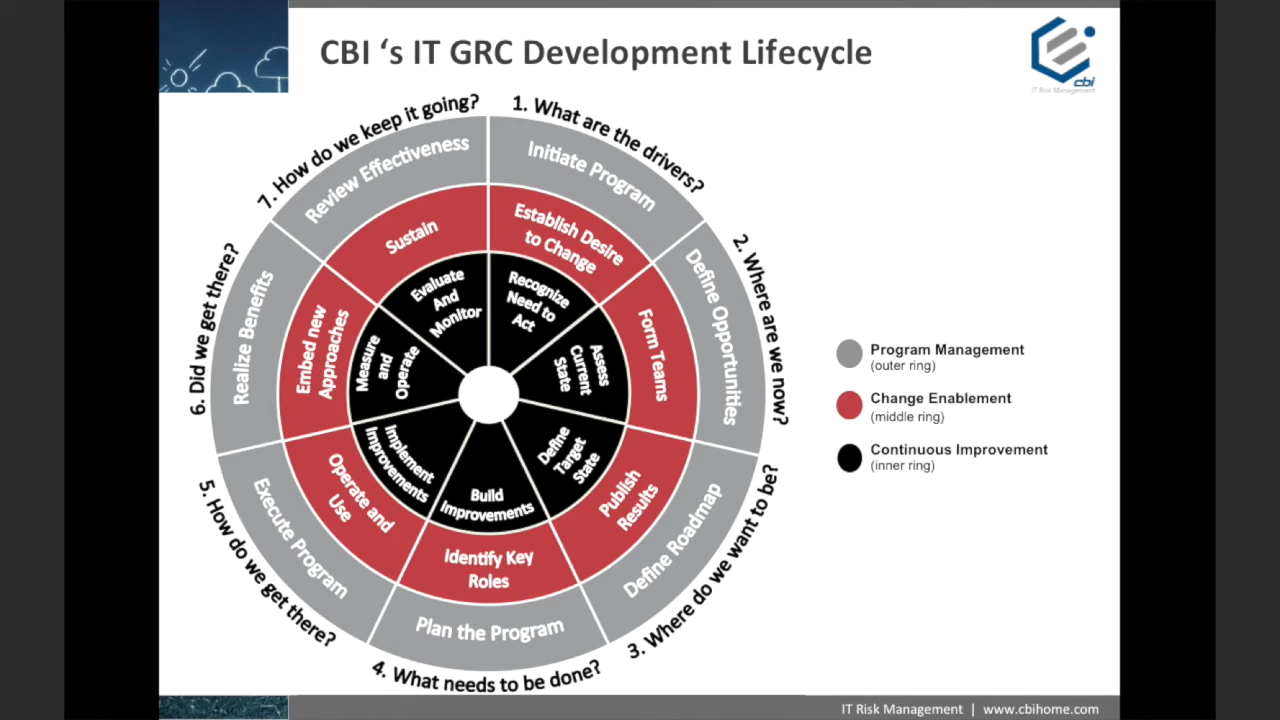 CBI ‘s IT GRC Development Lifecycle
cbi
IT Risk Management
1. What are the drivers?
Initiate Program
Establish Desire
to Change
Recognize
Need to
Act
2. Where are we now?
Define Opportunities
Form Teams
Assess
Current
State
3. Where do we want to be?
Define Roadmap
Publish
Results
Define
Target
State
4. What needs to be done?
Plan the Program
Identify Key
Roles
Build
Improvements
5. How do we get there?
Execute Program
Operate and
Use
Implement
Improvements
6. Did we get there?
Realize Benefits
Embed new
Approaches
Measure
and
Operate
7. How do we keep it going?
Review Effectiveness
Sustain
Evaluate
And
Monitor
Program Management
(outer ring)
Change Enablement
(middle ring)
Continuous Improvement
(inner ring)
IT Risk Management | www.cbihome.com